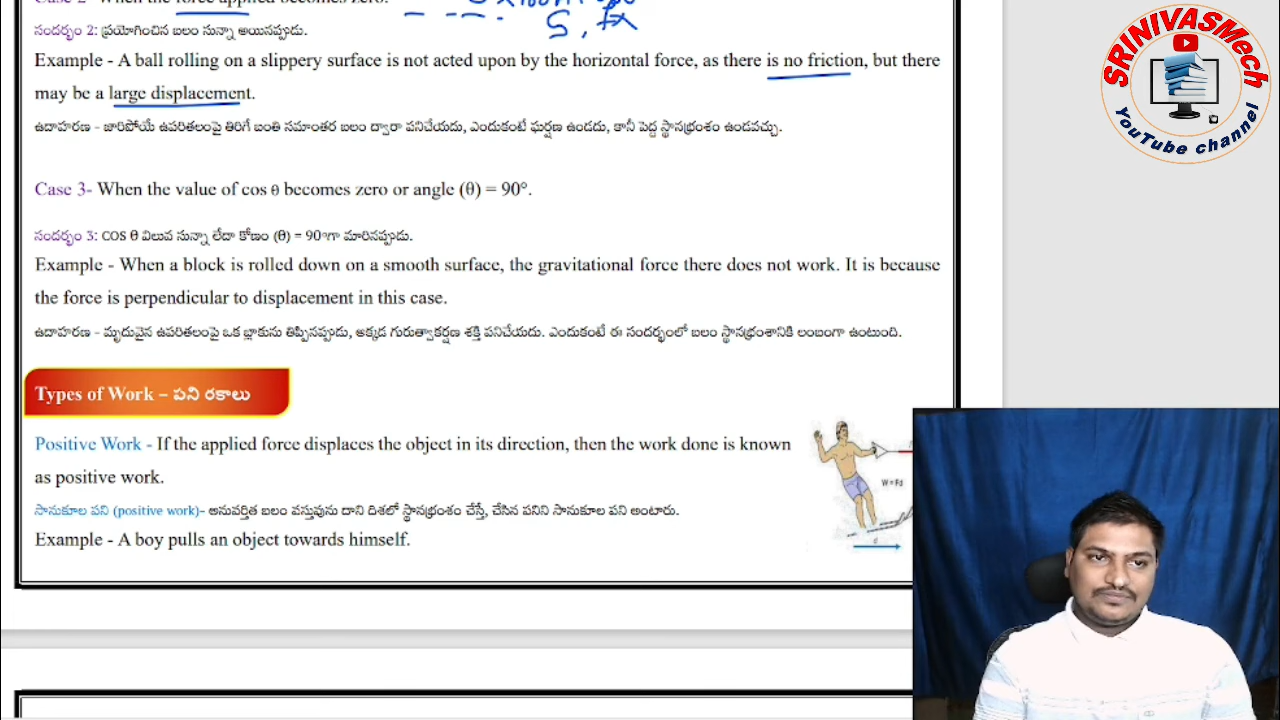 సందర్భం 2: ప్రయోగించిన బలం సున్నా అయినప్పుడు.
Example - A ball rolling on a slippery surface is not acted upon by the horizontal force, as there is no friction, but there
may be a large displacement.
ఉదాహరణ - జారిపోయే ఉపరితలంపై తిరిగే బంతి సమాంతర బలం ద్వారా పనిచేయదు, ఎందుకంటే ఘర్షణ ఉండదు, కానీ పెద్ద స్థానభ్రంశం ఉండవచ్చు.
Case 3- When the value of cos θ becomes zero or angle (θ) = 90°.
సందర్భం 3: COS θ విలువ సున్నా లేదా కోణం (θ) = 90°గా మారినప్పుడు.
Example - When a block is rolled down on a smooth surface, the gravitational force there does not work. It is because
the force is perpendicular to displacement in this case.
ఉదాహరణ - మృదువైన ఉపరితలంపై ఒక బ్లాకును తిప్పినప్పుడు, అక్కడ గురుత్వాకర్షణ శక్తి పనిచేయదు. ఎందుకంటే ఈ సందర్భంలో బలం స్థానభ్రంశానికి లంబంగా ఉంటుంది.
Types of Work – పని రకాలు
Positive Work - If the applied force displaces the object in its direction, then the work done is known
as positive work.
సానుకూల పని (positive work)- అనువర్తిత బలం వస్తువును దాని దిశలో స్థానభ్రంశం చేస్తే, చేసిన పనిని సానుకూల పని అంటారు.
Example - A boy pulls an object towards himself.
W = Fd
d
SRINIVASMech
YouTube channel